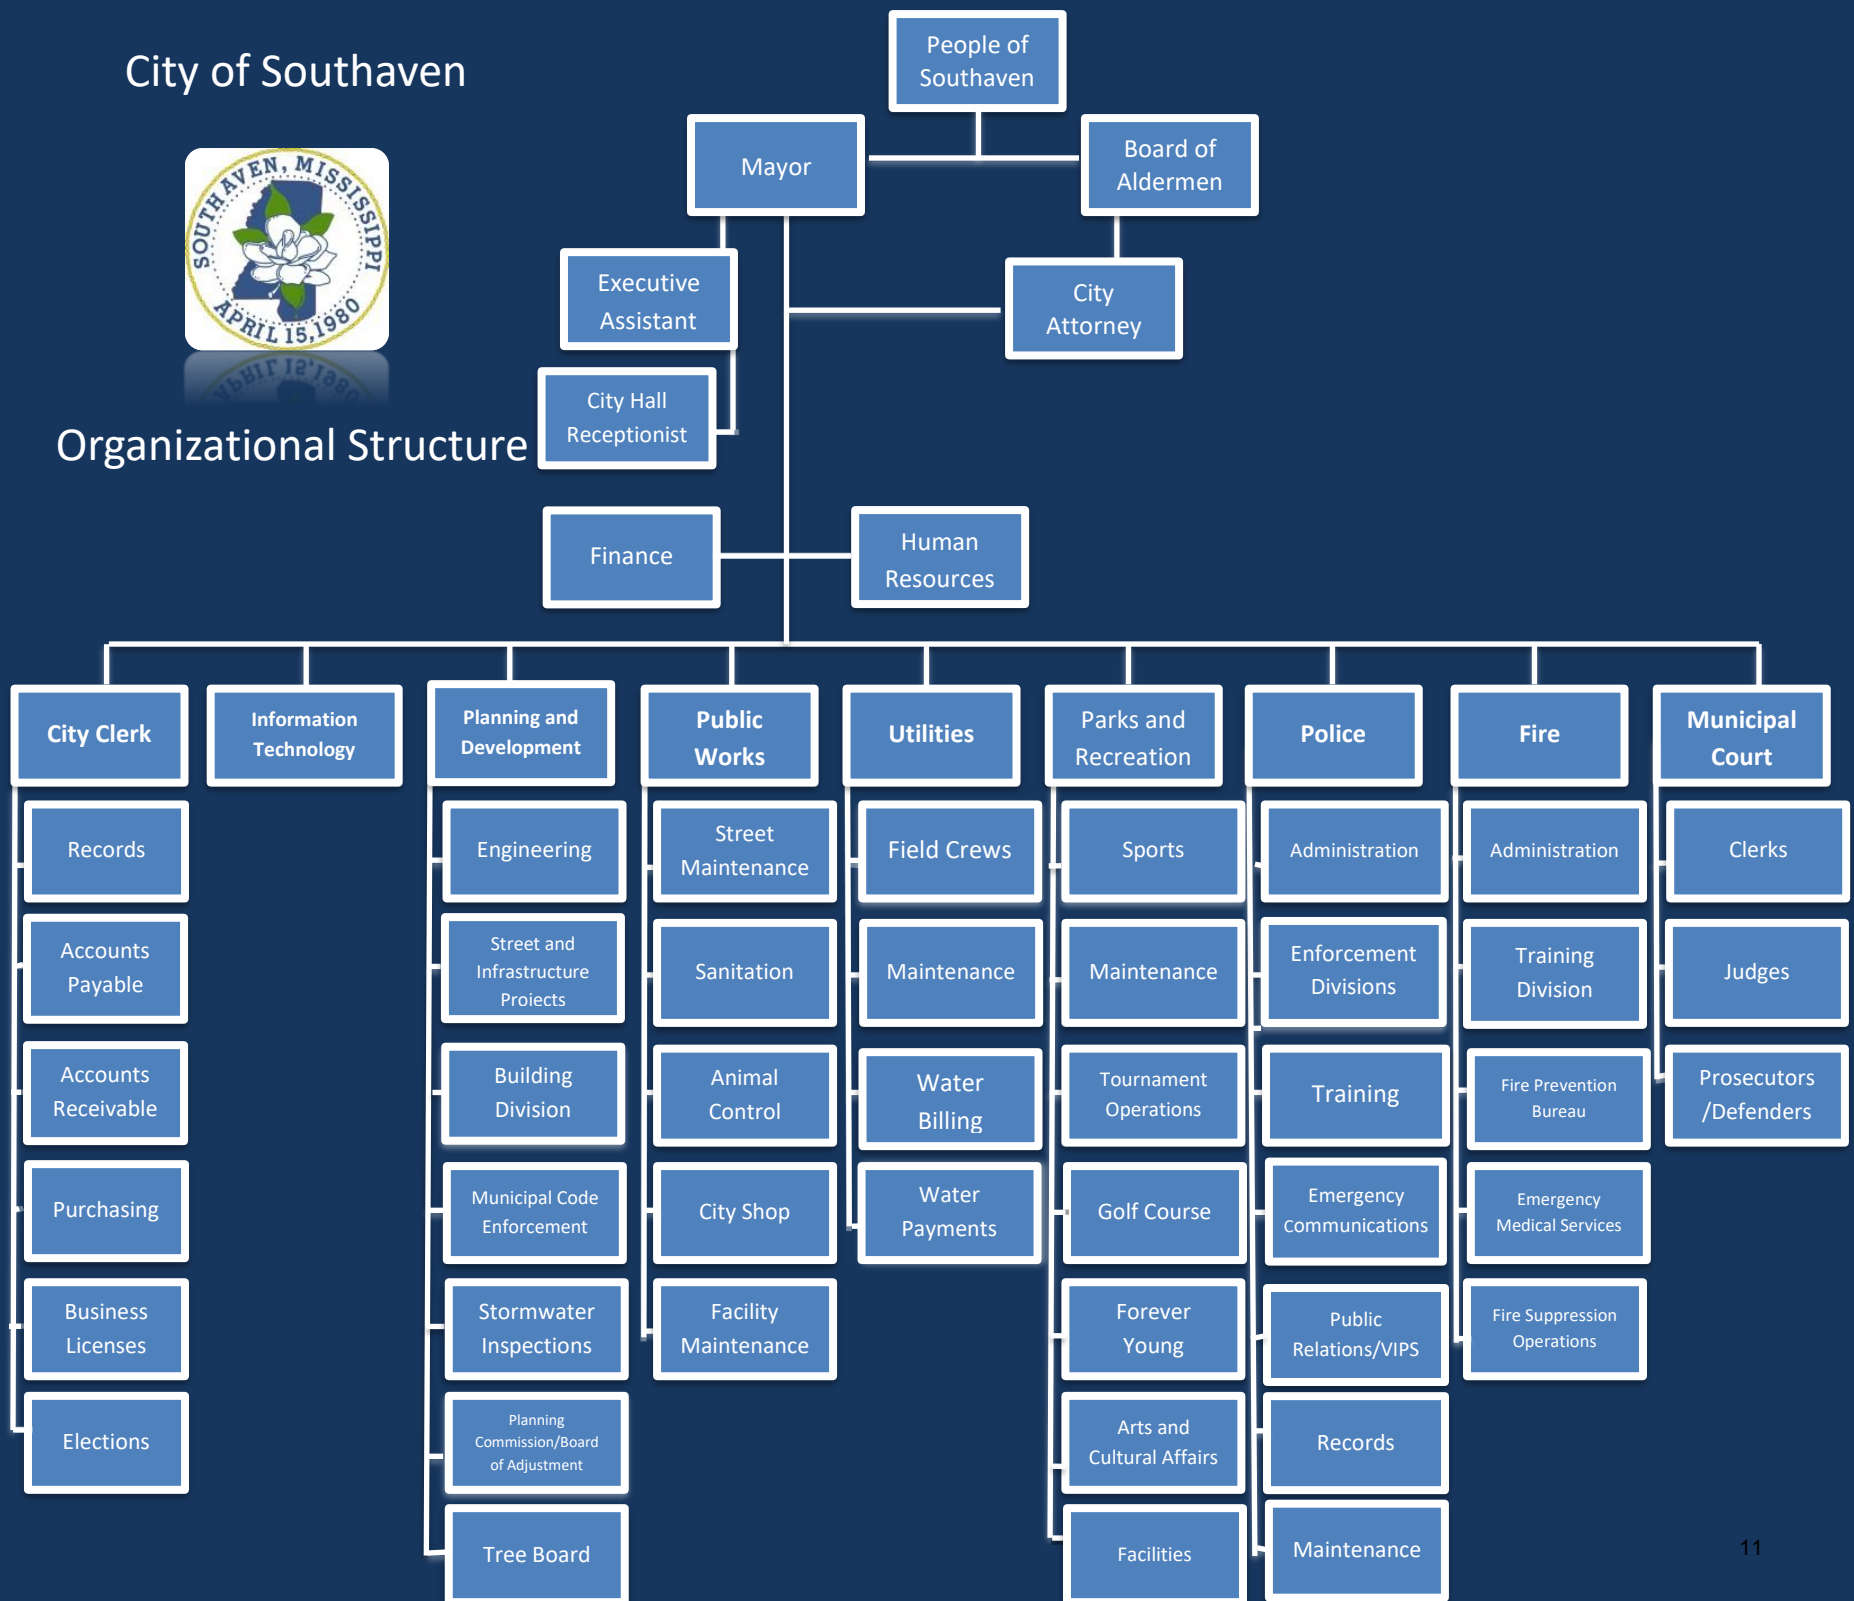 City of Southaven
SOUTHAVEN, MISSISSIPPI
APRIL 15, 1980
Organizational Structure
People of
Southaven
Mayor
Board of
Aldermen
Executive
Assistant
City
Attorney
City Hall
Receptionist
Finance
Human
Resources
City Clerk
Information
Technology
Planning and
Development
Public
Works
Utilities
Parks and
Recreation
Police
Fire
Municipal
Court
Records
Accounts
Payable
Accounts
Receivable
Purchasing
Business
Licenses
Elections
Engineering
Street and
Infrastructure
Projects
Building
Division
Municipal Code
Enforcement
Stormwater
Inspections
Planning
Commission/Board
of Adjustment
Tree Board
Street
Maintenance
Sanitation
Animal
Control
City Shop
Facility
Maintenance
Field Crews
Maintenance
Water
Billing
Water
Payments
Sports
Maintenance
Tournament
Operations
Golf Course
Forever
Young
Arts and
Cultural Affairs
Facilities
Administration
Enforcement
Divisions
Training
Emergency
Communications
Public
Relations/VIPS
Records
Maintenance
Administration
Training
Division
Fire Prevention
Bureau
Emergency
Medical Services
Fire Suppression
Operations
Clerks
Judges
Prosecutors
/Defenders
11